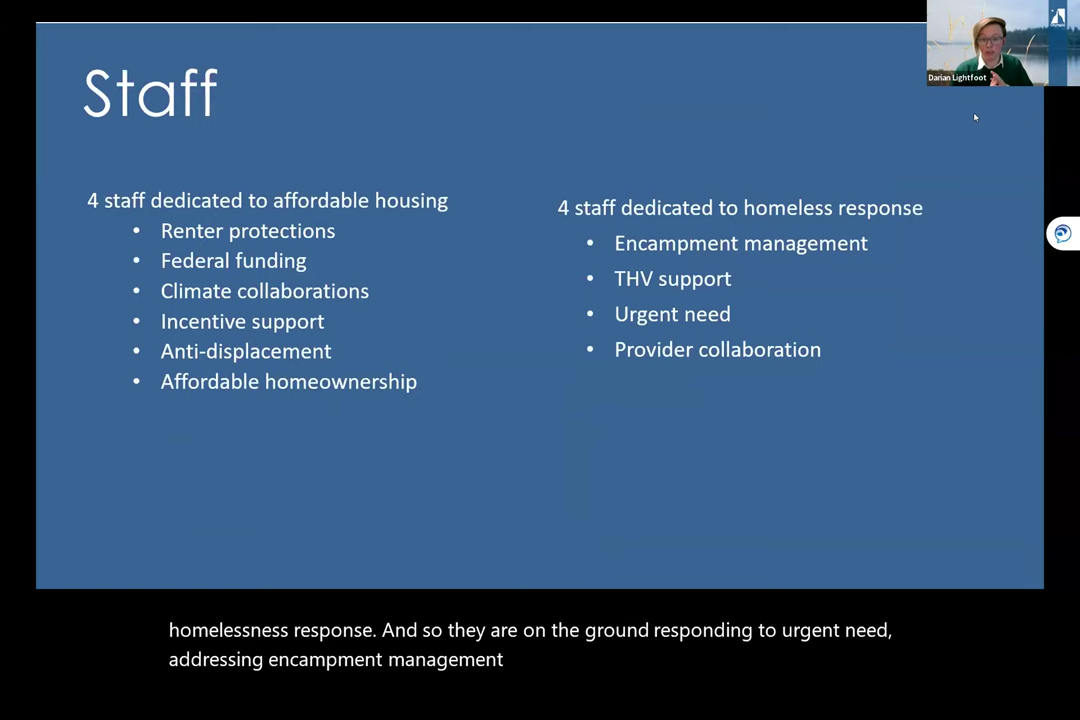 Staff
4 staff dedicated to affordable housing
• Renter protections
• Federal funding
• Climate collaborations
• Incentive support
• Anti-displacement
• Affordable homeownership
4 staff dedicated to homeless response
• Encampment management
• THV support
• Urgent need
• Provider collaboration
Darian Lightfoot
homelessness response. And so they are on the ground responding to urgent need,
addressing encampment management